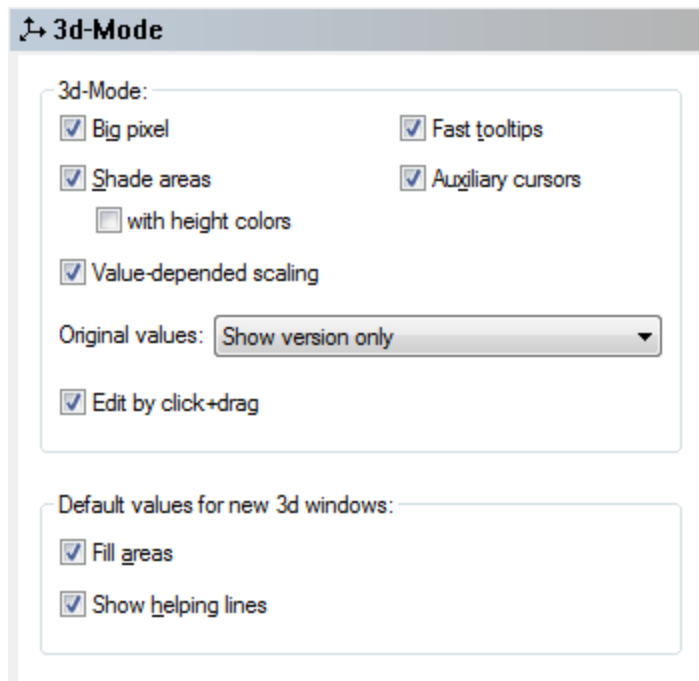 3d-Mode
3d-Mode:
Big pixel
Fast tooltips
Shade areas
Auxiliary cursors
with height colors
Value-depended scaling
Original values: Show version only
Edit by click+drag
Default values for new 3d windows:
Fill areas
Show helping lines